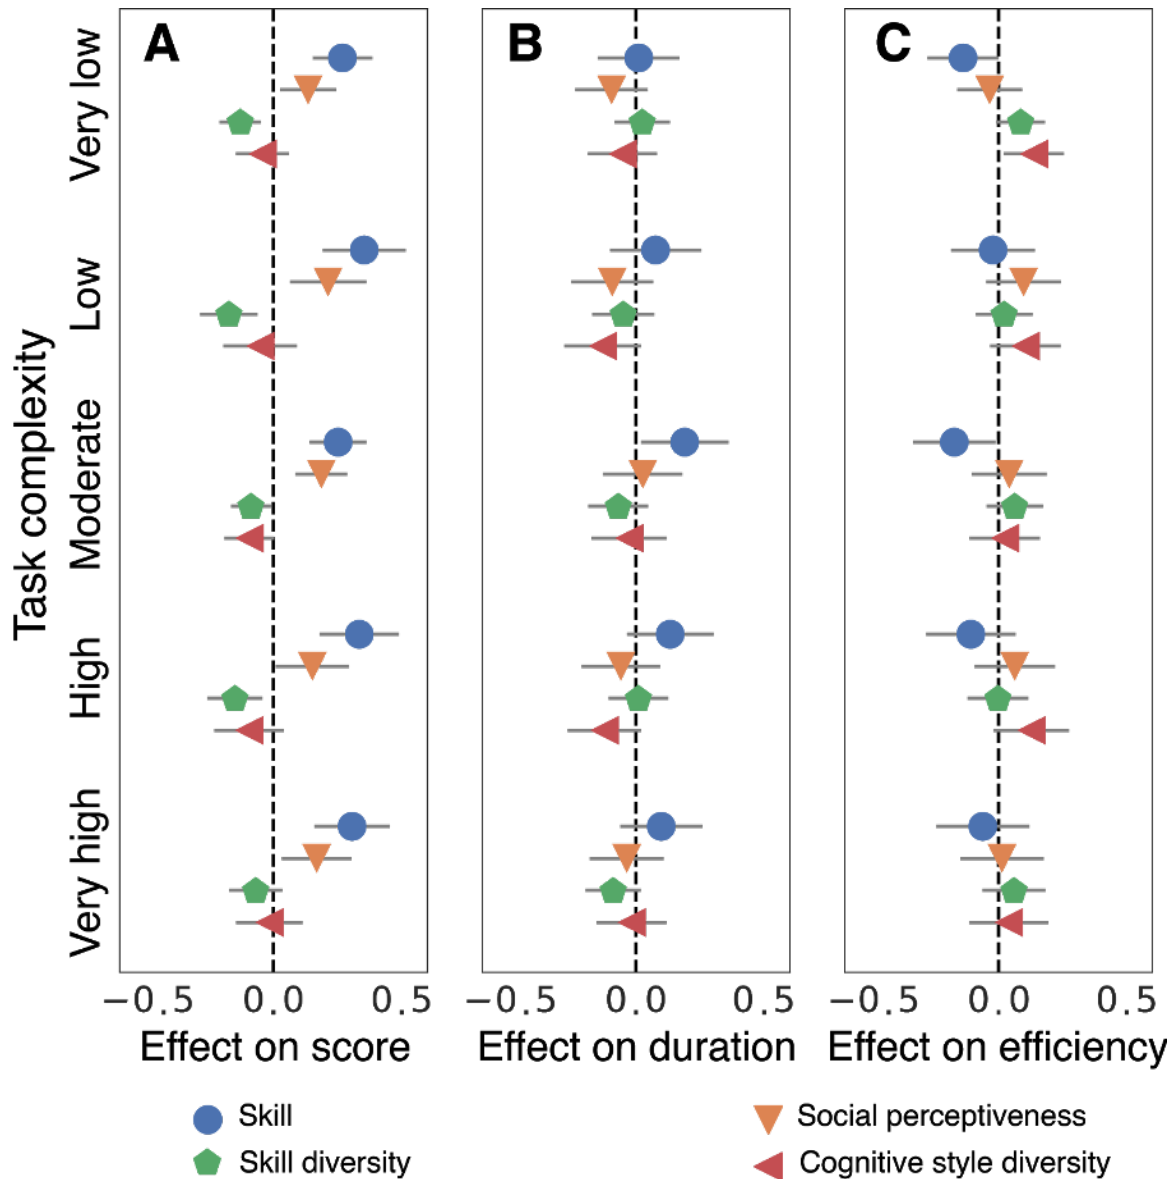 A
B
C
Task complexity
Very low
Low
Moderate
High
Very high
−0.5 0.0 0.5
−0.5 0.0 0.5
−0.5 0.0 0.5
Effect on score
Effect on duration
Effect on efficiency
Skill
Social perceptiveness
Skill diversity
Cognitive style diversity